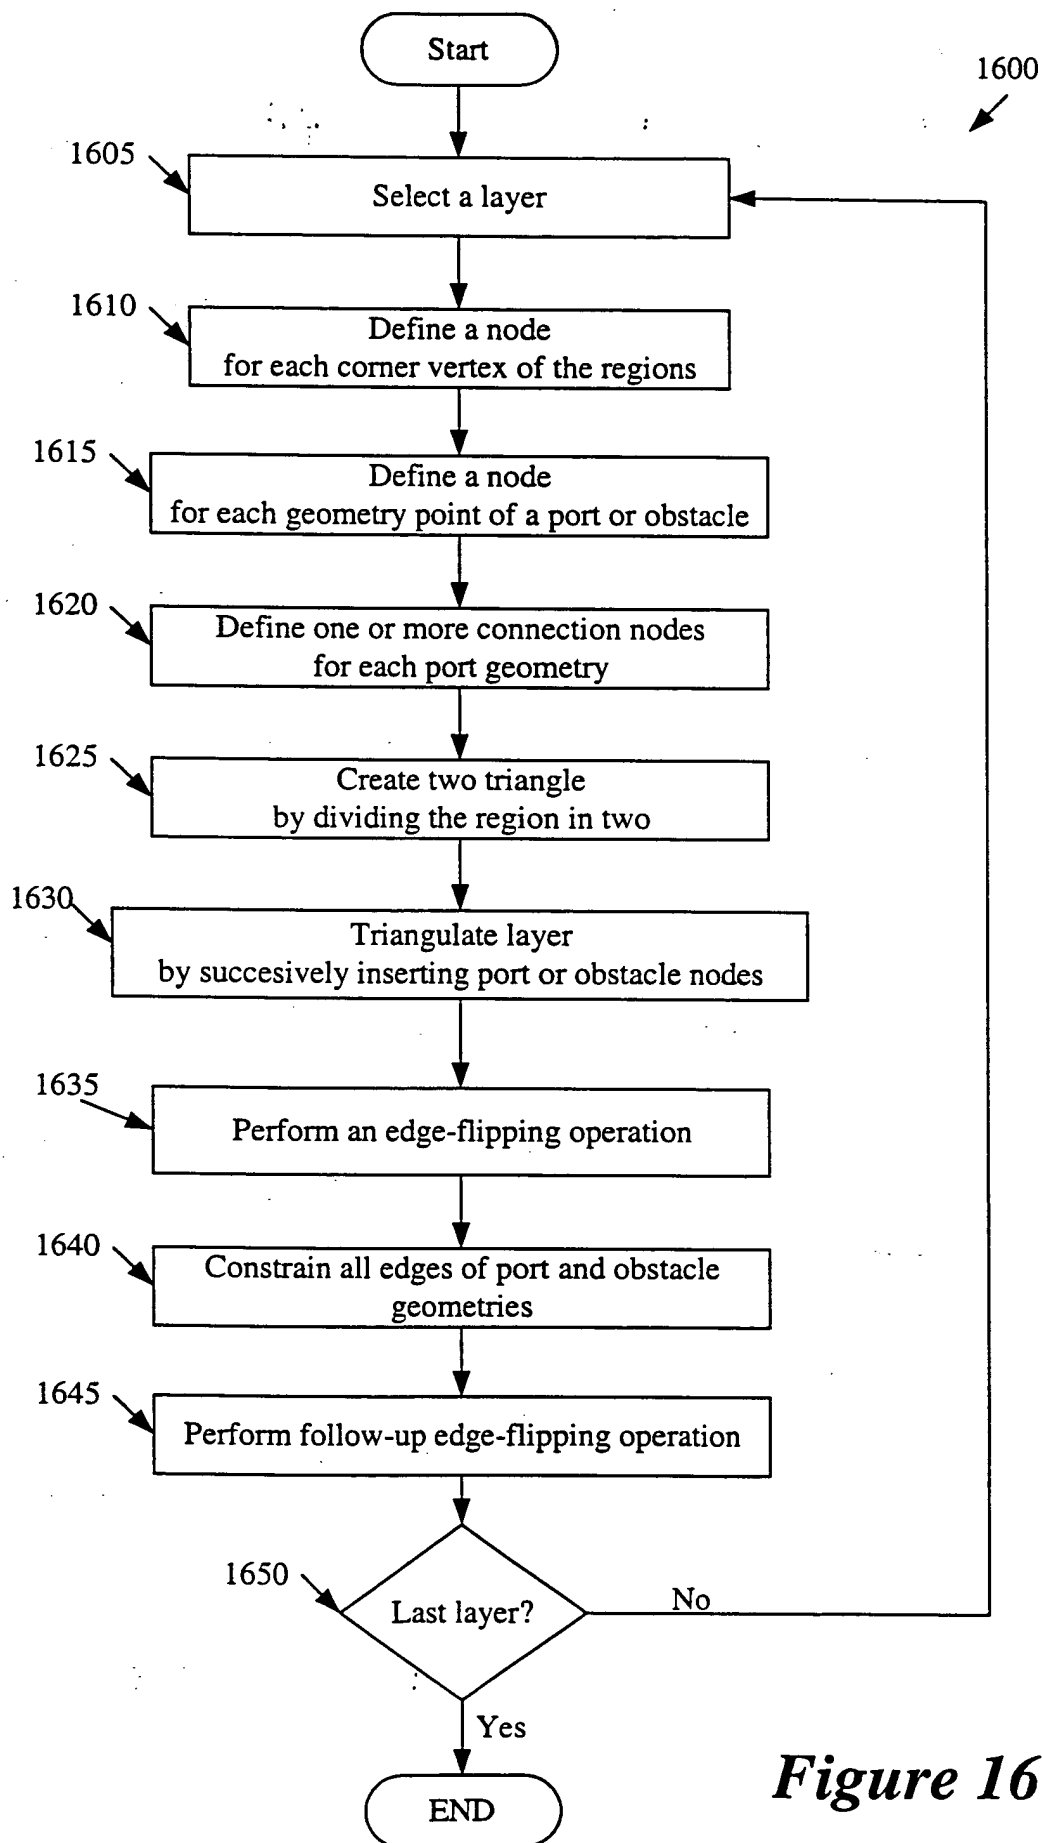 Start
1600
1605
Select a layer
1610
Define a node
for each corner vertex of the regions
1615
Define a node
for each geometry point of a port or obstacle
1620
Define one or more connection nodes
for each port geometry
1625
Create two triangle
by dividing the region in two
1630
Triangulate layer
by succesively inserting port or obstacle nodes
1635
Perform an edge-flipping operation
1640
Constrain all edges of port and obstacle
geometries
1645
Perform follow-up edge-flipping operation
1650
Last layer?
No
Yes
END
Figure 16